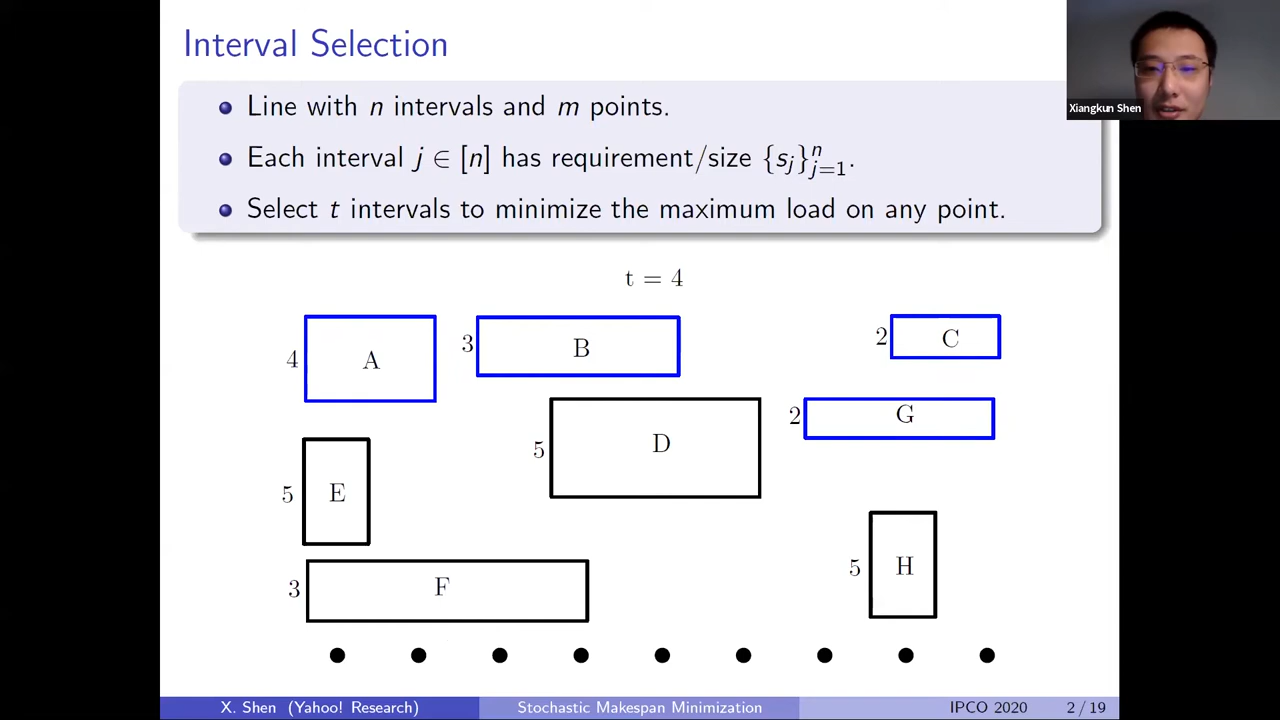 Interval Selection
Xiangkun Shen
Line with n intervals and m points.
Each interval j ∈ [n] has requirement/size {s_j}_{j=1}^n.
Select t intervals to minimize the maximum load on any point.
t = 4
4 A
3 B
2 C
5 D
2 G
5 E
3 F
5 H
X. Shen (Yahoo! Research) Stochastic Makespan Minimization IPCO 2020 2 / 19